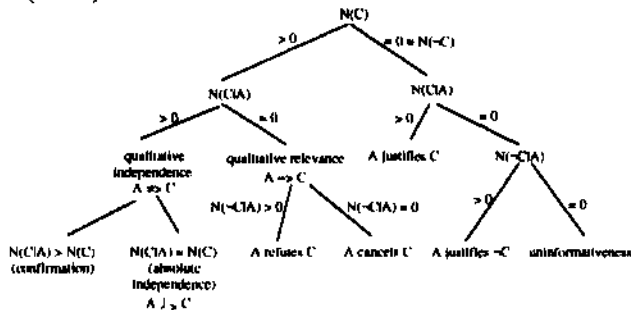 N(C)
> 0
= 0 = N(¬C)
N(C|A)
N(C|A)
> 0
= 0
> 0
= 0
qualitative
independence
qualitative relevance
A justifies C
N(¬C|A)
N(¬C|A) > 0
N(¬C|A) = 0
> 0
= 0
N(C|A) > N(C)
(confirmation)
N(C|A) = N(C)
(absolute
independence)
A refutes C
A cancels C
A justifies ¬C
uninformativeness